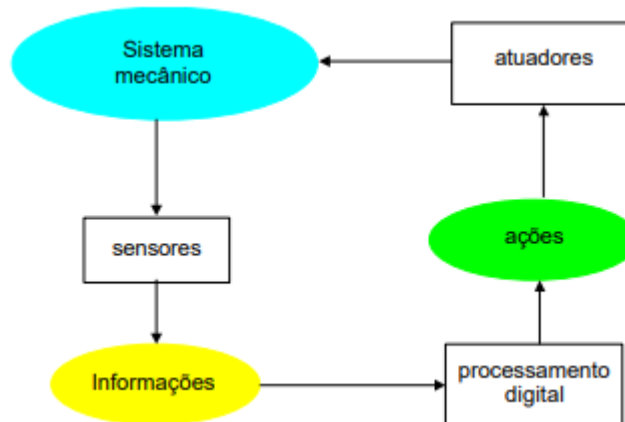 Sistema
mecânico
atuadores
sensores
ações
Informações
processamento
digital